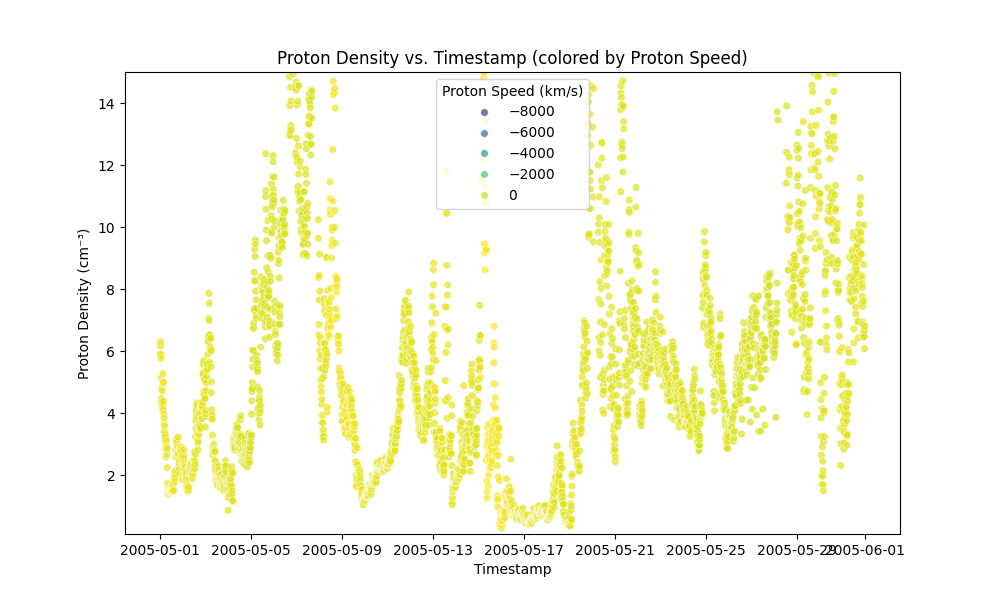 Proton Density vs. Timestamp (colored by Proton Speed)
Proton Speed (km/s)
−8000
−6000
−4000
−2000
0
14
12
10
8
6
4
2
Proton Density (cm⁻³)
2005-05-01 2005-05-05 2005-05-09 2005-05-13 2005-05-17 2005-05-21 2005-05-25 2005-05-29 2005-06-01
Timestamp